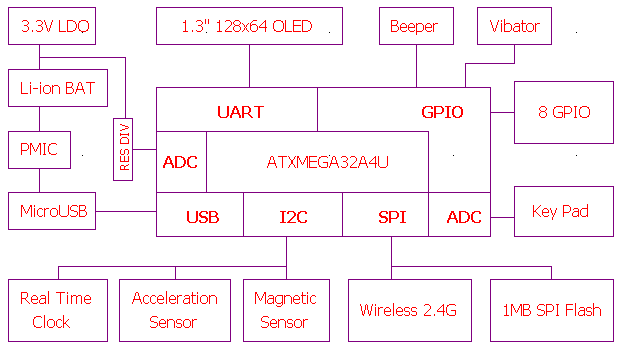 3.3V LDO
1.3" 128x64 OLED
Beeper
Vibator
Li-ion BAT
UART
GPIO
8 GPIO
RES DIV
PMIC
ADC
ATXMEGA32A4U
MicroUSB
USB
I2C
SPI
ADC
Key Pad
Real Time
Clock
Acceleration
Sensor
Magnetic
Sensor
Wireless 2.4G
1MB SPI Flash